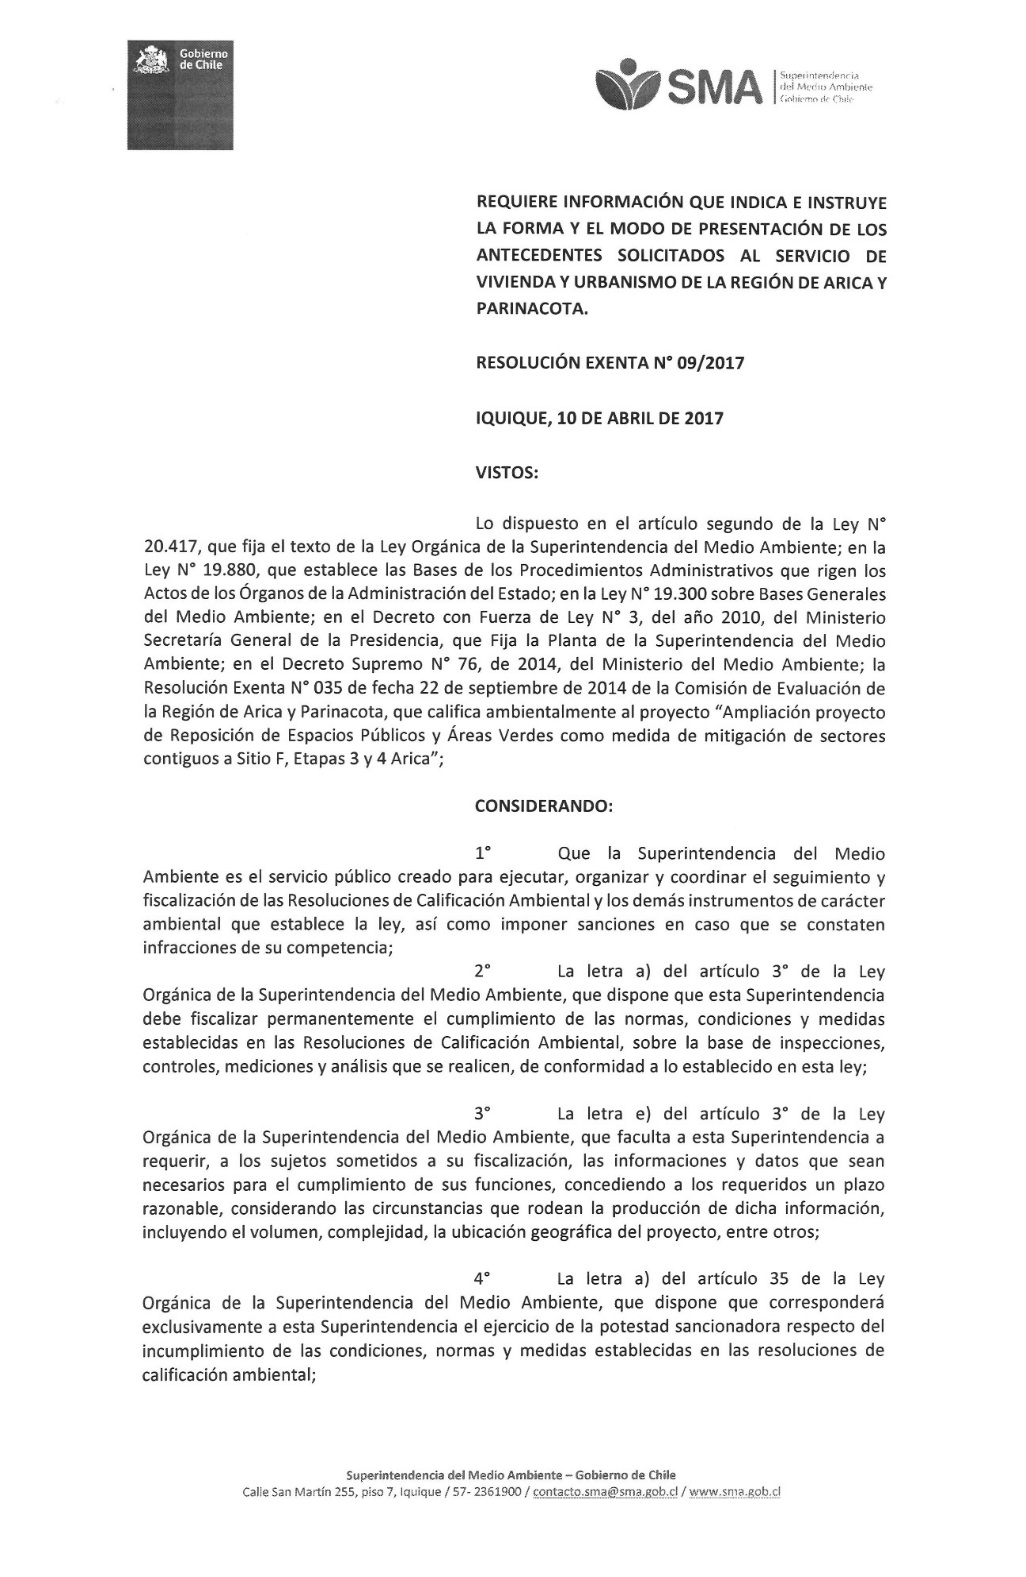 Gobierno
de Chile
SMA
Superintendencia
del Medio Ambiente
Gobierno de Chile
REQUIERE INFORMACIÓN QUE INDICA E INSTRUYE
LA FORMA Y EL MODO DE PRESENTACIÓN DE LOS
ANTECEDENTES SOLICITADOS AL SERVICIO DE
VIVIENDA Y URBANISMO DE LA REGIÓN DE ARICA Y
PARINACOTA.
RESOLUCIÓN EXENTA N° 09/2017
IQUIQUE, 10 DE ABRIL DE 2017
VISTOS:
Lo dispuesto en el artículo segundo de la Ley N°
20.417, que fija el texto de la Ley Orgánica de la Superintendencia del Medio Ambiente; en la
Ley N° 19.880, que establece las Bases de los Procedimientos Administrativos que rigen los
Actos de los Órganos de la Administración del Estado; en la Ley N° 19.300 sobre Bases Generales
del Medio Ambiente; en el Decreto con Fuerza de Ley N° 3, del año 2010, del Ministerio
Secretaría General de la Presidencia, que Fija la Planta de la Superintendencia del Medio
Ambiente; en el Decreto Supremo N° 76, de 2014, del Ministerio del Medio Ambiente; la
Resolución Exenta N° 035 de fecha 22 de septiembre de 2014 de la Comisión de Evaluación de
la Región de Arica y Parinacota, que califica ambientalmente al proyecto “Ampliación proyecto
de Reposición de Espacios Públicos y Áreas Verdes como medida de mitigación de sectores
contiguos a Sitio F, Etapas 3 y 4 Arica”;
CONSIDERANDO:
1° Que la Superintendencia del Medio
Ambiente es el servicio público creado para ejecutar, organizar y coordinar el seguimiento y
fiscalización de las Resoluciones de Calificación Ambiental y los demás instrumentos de carácter
ambiental que establece la ley, así como imponer sanciones en caso que se constaten
infracciones de su competencia;
2° La letra a) del artículo 3° de la Ley
Orgánica de la Superintendencia del Medio Ambiente, que dispone que esta Superintendencia
debe fiscalizar permanentemente el cumplimiento de las normas, condiciones y medidas
establecidas en las Resoluciones de Calificación Ambiental, sobre la base de inspecciones,
controles, mediciones y análisis que se realicen, de conformidad a lo establecido en esta ley;
3° La letra e) del artículo 3° de la Ley
Orgánica de la Superintendencia del Medio Ambiente, que faculta a esta Superintendencia a
requerir, a los sujetos sometidos a su fiscalización, las informaciones y datos que sean
necesarios para el cumplimiento de sus funciones, concediendo a los requeridos un plazo
razonable, considerando las circunstancias que rodean la producción de dicha información,
incluyendo el volumen, complejidad, la ubicación geográfica del proyecto, entre otros;
4° La letra a) del artículo 35 de la Ley
Orgánica de la Superintendencia del Medio Ambiente, que dispone que corresponderá
exclusivamente a esta Superintendencia el ejercicio de la potestad sancionadora respecto del
incumplimiento de las condiciones, normas y medidas establecidas en las resoluciones de
calificación ambiental;
Superintendencia del Medio Ambiente – Gobierno de Chile
Calle San Martín 255, piso 7, Iquique / 57- 2361900 / contacto.sma@sma.gob.cl / www.sma.gob.cl